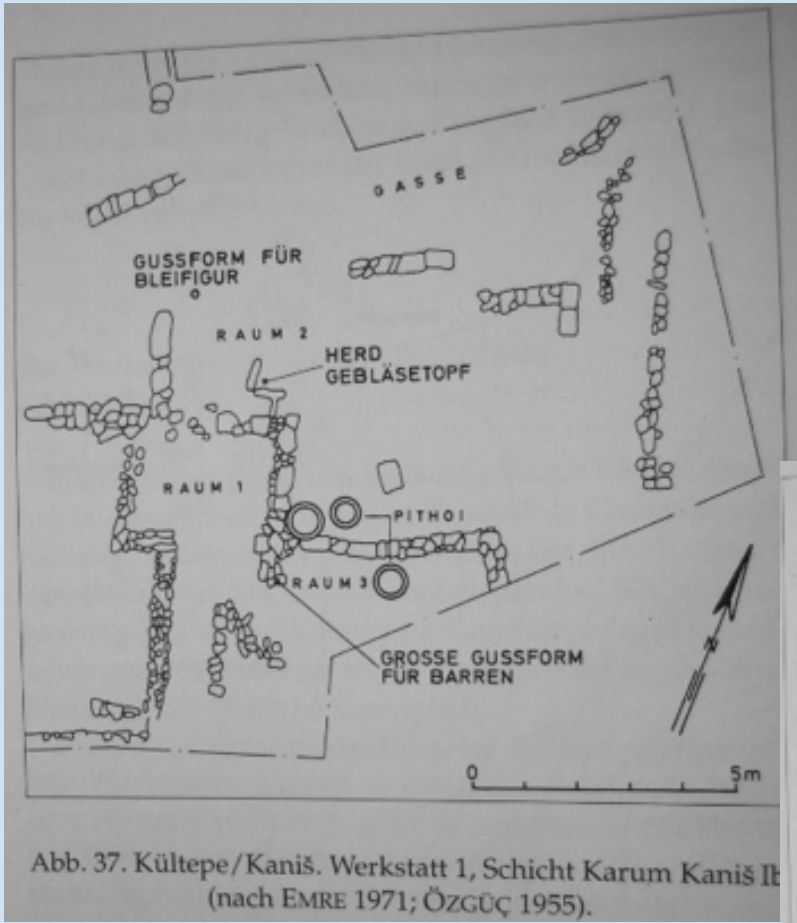 GASSE
GUSSFORM FÜR
BLEIFIGUR
RAUM 2
HERD
GEBLÄSETOPF
RAUM 1
PITHOI
RAUM 3
GROSSE GUSSFORM
FÜR BARREN
N
0 5m
Abb. 37. Kültepe/Kaniš. Werkstatt 1, Schicht Karum Kaniš Ib
(nach EMRE 1971; ÖZGÜÇ 1955).